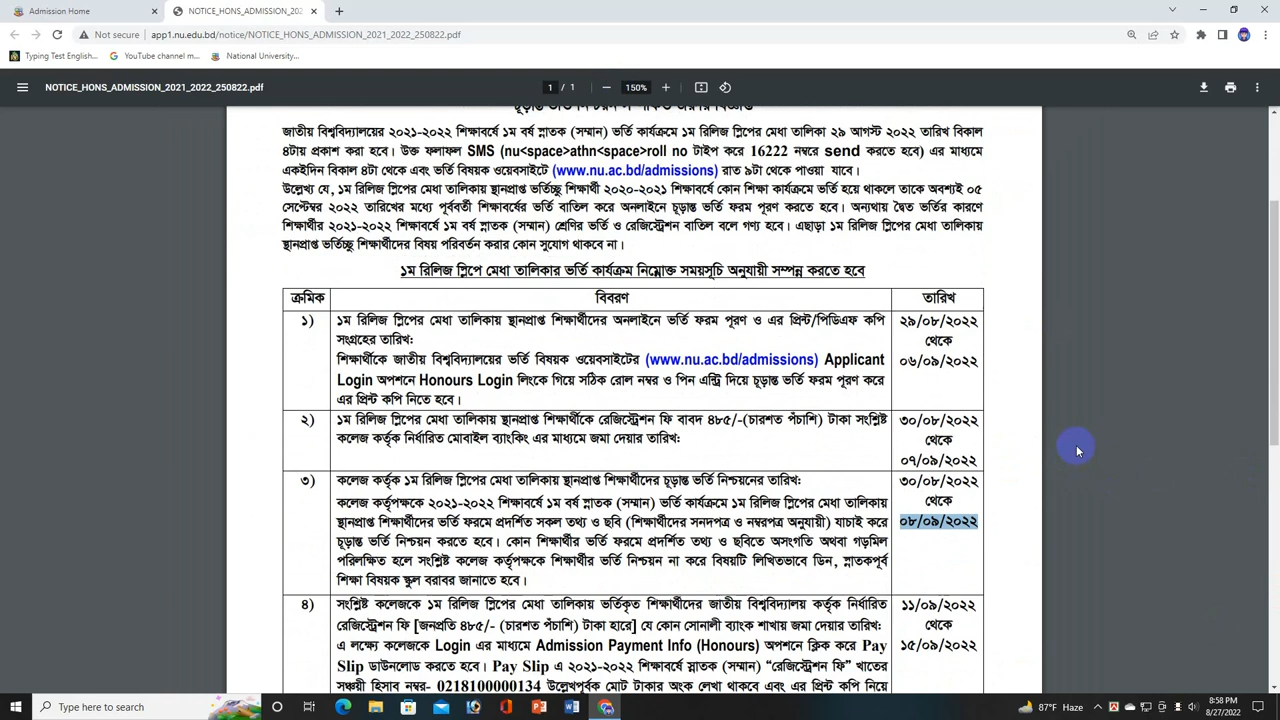 Admission Home
NOTICE_HONS_ADMISSION_202
Not secure
app1.nu.edu.bd/notice/NOTICE_HONS_ADMISSION_2021_2022_250822.pdf
Typing Test English...
YouTube channel m...
National University...
NOTICE_HONS_ADMISSION_2021_2022_250822.pdf
1 / 1
150%
জাতীয় বিশ্ববিদ্যালয়ের ২০২১-২০২২ শিক্ষাবর্ষে ১ম বর্ষ স্নাতক (সম্মান) ভর্তি কার্যক্রমে ১ম রিলিজ স্লিপের মেধা তালিকা ২৯ আগস্ট ২০২২ তারিখ বিকাল
৪টায় প্রকাশ করা হবে। উক্ত ফলাফল SMS (nu<space>athn<space>roll no টাইপ করে 16222 নম্বরে send করতে হবে) এর মাধ্যমে
একইদিন বিকাল ৪টা থেকে এবং ভর্তি বিষয়ক ওয়েবসাইটে (www.nu.ac.bd/admissions) রাত ৯টা থেকে পাওয়া যাবে।
উল্লেখ্য যে, ১ম রিলিজ স্লিপের মেধা তালিকায় স্থানপ্রাপ্ত ভর্তিচ্ছু শিক্ষার্থী ২০২০-২০২১ শিক্ষাবর্ষে কোন শিক্ষা কার্যক্রমে ভর্তি হয়ে থাকলে তাকে অবশ্যই ০৫
সেপ্টেম্বর ২০২২ তারিখের মধ্যে পূর্ববর্তী শিক্ষাবর্ষের ভর্তি বাতিল করে অনলাইনে চূড়ান্ত ভর্তি ফরম পূরণ করতে হবে। অন্যথায় দ্বৈত ভর্তির কারণে
শিক্ষার্থীর ২০২১-২০২২ শিক্ষাবর্ষে ১ম বর্ষ স্নাতক (সম্মান) শ্রেণির ভর্তি ও রেজিস্ট্রেশন বাতিল বলে গণ্য হবে। এছাড়া ১ম রিলিজ স্লিপের মেধা তালিকায়
স্থানপ্রাপ্ত ভর্তিচ্ছু শিক্ষার্থীদের বিষয় পরিবর্তন করার কোন সুযোগ থাকবে না।
১ম রিলিজ স্লিপে মেধা তালিকার ভর্তি কার্যক্রম নিম্নোক্ত সময়সূচি অনুযায়ী সম্পন্ন করতে হবে
ক্রমিক বিবরণ তারিখ
১) ১ম রিলিজ স্লিপের মেধা তালিকায় স্থানপ্রাপ্ত শিক্ষার্থীদের অনলাইনে ভর্তি ফরম পূরণ ও এর প্রিন্ট/পিডিএফ কপি ২৯/০৮/২০২২
সংগ্রহের তারিখ: থেকে
শিক্ষার্থীকে জাতীয় বিশ্ববিদ্যালয়ের ভর্তি বিষয়ক ওয়েবসাইটের (www.nu.ac.bd/admissions) Applicant ০৬/০৯/২০২২
Login অপশনে Honours Login লিংকে গিয়ে সঠিক রোল নম্বর ও পিন এন্ট্রি দিয়ে চূড়ান্ত ভর্তি ফরম পূরণ করে
এর প্রিন্ট কপি নিতে হবে।
২) ১ম রিলিজ স্লিপের মেধা তালিকায় স্থানপ্রাপ্ত শিক্ষার্থীকে রেজিস্ট্রেশন ফি বাবদ ৪৮৫/-(চারশত পঁচাশি) টাকা সংশ্লিষ্ট ৩০/০৮/২০২২
কলেজ কর্তৃক নির্ধারিত মোবাইল ব্যাংকিং এর মাধ্যমে জমা দেয়ার তারিখ: থেকে
০৭/০৯/২০২২
৩) কলেজ কর্তৃক ১ম রিলিজ স্লিপের মেধা তালিকায় স্থানপ্রাপ্ত শিক্ষার্থীদের চূড়ান্ত ভর্তি নিশ্চয়নের তারিখ: ৩০/০৮/২০২২
কলেজ কর্তৃপক্ষকে ২০২১-২০২২ শিক্ষাবর্ষে ১ম বর্ষ স্নাতক (সম্মান) ভর্তি কার্যক্রমে ১ম রিলিজ স্লিপের মেধা তালিকায় থেকে
স্থানপ্রাপ্ত শিক্ষার্থীদের ভর্তি ফরমে প্রদর্শিত সকল তথ্য ও ছবি (শিক্ষার্থীদের সনদপত্র ও নম্বরপত্র অনুযায়ী) যাচাই করে ০৮/০৯/২০২২
চূড়ান্ত ভর্তি নিশ্চয়ন করতে হবে। কোন শিক্ষার্থীর ভর্তি ফরমে প্রদর্শিত তথ্য ও ছবিতে অসংগতি অথবা গড়মিল
পরিলক্ষিত হলে সংশ্লিষ্ট কলেজ কর্তৃপক্ষকে শিক্ষার্থীর ভর্তি নিশ্চয়ন না করে বিষয়টি লিখিতভাবে ডিন, স্নাতকপূর্ব
শিক্ষা বিষয়ক স্কুল বরাবর জানাতে হবে।
৪) সংশ্লিষ্ট কলেজকে ১ম রিলিজ স্লিপের মেধা তালিকায় ভর্তিকৃত শিক্ষার্থীদের জাতীয় বিশ্ববিদ্যালয় কর্তৃক নির্ধারিত ১১/০৯/২০২২
রেজিস্ট্রেশন ফি [জনপ্রতি ৪৮৫/- (চারশত পঁচাশি) টাকা হারে] যে কোন সোনালী ব্যাংক শাখায় জমা দেয়ার তারিখ: থেকে
এ লক্ষ্যে কলেজকে Login এর মাধ্যমে Admission Payment Info (Honours) অপশনে ক্লিক করে Pay ১৫/০৯/২০২২
Slip ডাউনলোড করতে হবে। Pay Slip এ ২০২১-২০২২ শিক্ষাবর্ষে স্নাতক (সম্মান) “রেজিস্ট্রেশন ফি” খাতের
সঞ্চয়ী হিসাব নম্বর- 0218100000134 উল্লেখপূর্বক মোট টাকার অংক লেখা থাকবে এবং এর প্রিন্ট কপি নিয়ে
Type here to search
87°F Haze
8:58 PM
8/27/2022